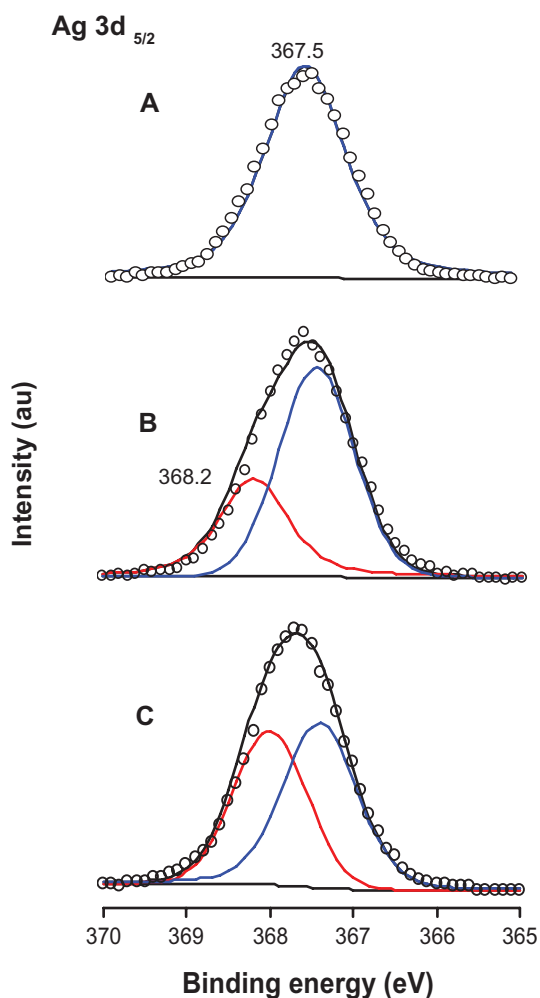 Ag 3d 5/2
367.5
A
B
368.2
C
Intensity (au)
370 369 368 367 366 365
Binding energy (eV)